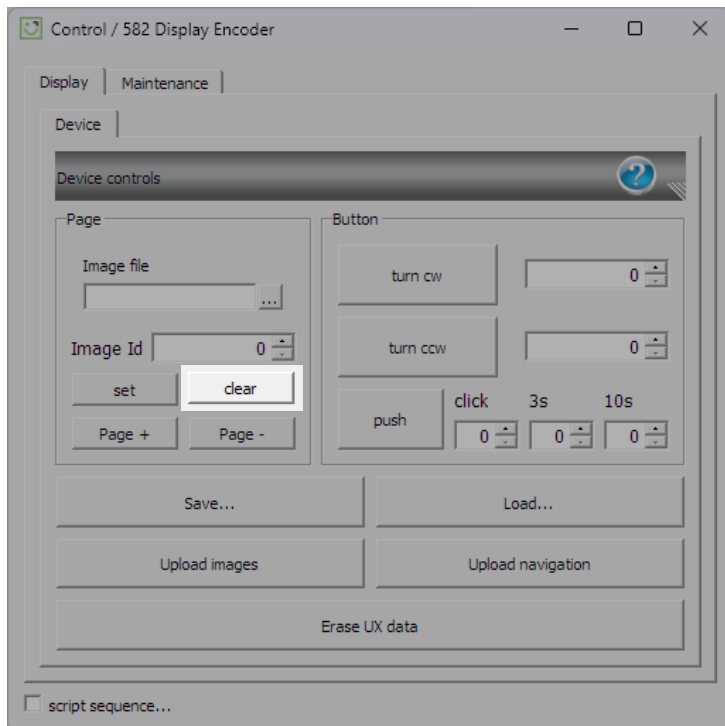 Control / 582 Display Encoder
Display
Maintenance
Device
Device controls
?
Page
Image file
...
Image Id 0
set
clear
Page +
Page -
Button
turn cw
0
turn ccw
0
push
click 3s 10s
0 0 0
Save...
Load...
Upload images
Upload navigation
Erase UX data
script sequence...